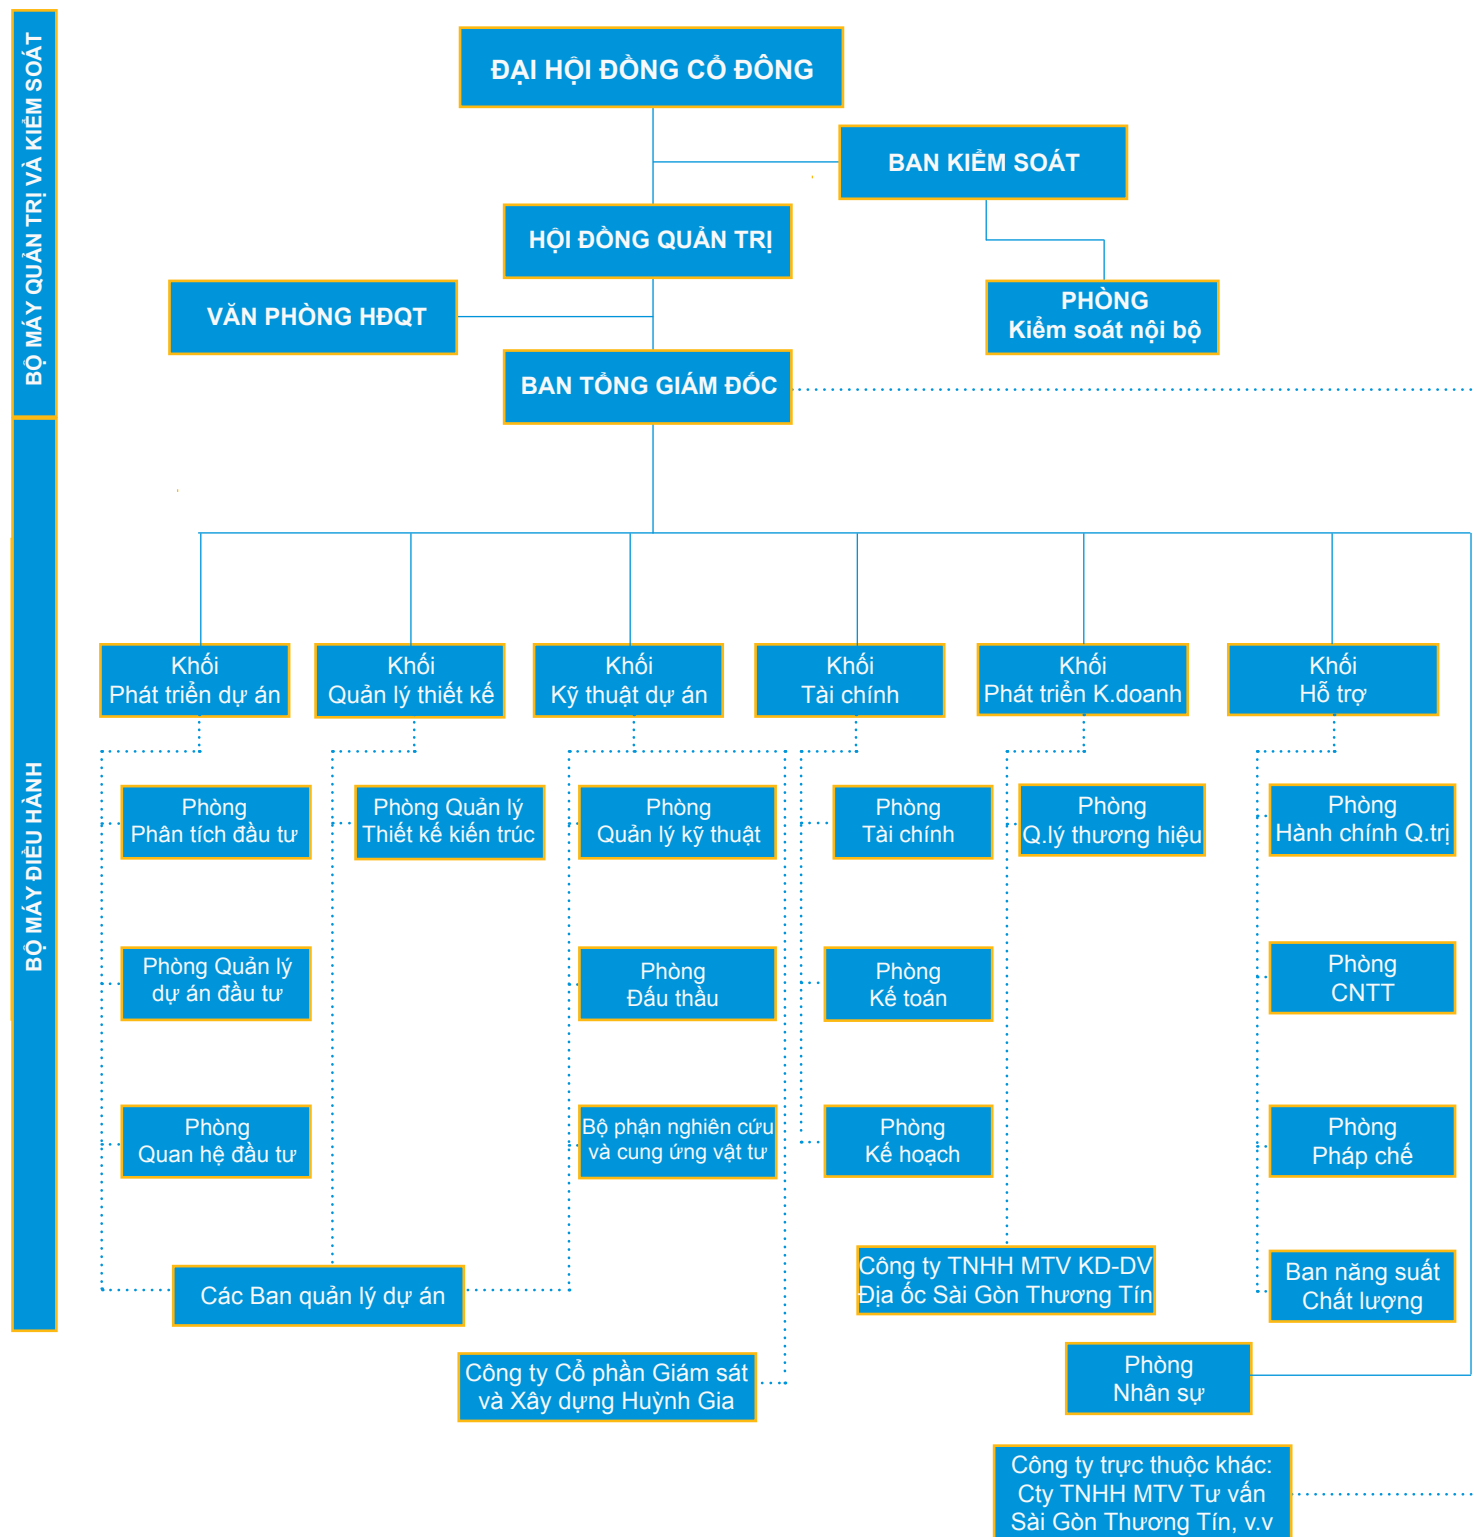 BỘ MÁY QUẢN TRỊ VÀ KIỂM SOÁT
ĐẠI HỘI ĐỒNG CỔ ĐÔNG
BAN KIỂM SOÁT
HỘI ĐỒNG QUẢN TRỊ
VĂN PHÒNG HĐQT
PHÒNG
Kiểm soát nội bộ
BAN TỔNG GIÁM ĐỐC
BỘ MÁY ĐIỀU HÀNH
Khối
Phát triển dự án
Khối
Quản lý thiết kế
Khối
Kỹ thuật dự án
Khối
Tài chính
Khối
Phát triển K.doanh
Khối
Hỗ trợ
Phòng
Phân tích đầu tư
Phòng Quản lý
Thiết kế kiến trúc
Phòng
Quản lý kỹ thuật
Phòng
Tài chính
Phòng
Q.lý thương hiệu
Phòng
Hành chính Q.trị
Phòng Quản lý
dự án đầu tư
Phòng
Đấu thầu
Phòng
Kế toán
Phòng
CNTT
Phòng
Quan hệ đầu tư
Bộ phận nghiên cứu
và cung ứng vật tư
Phòng
Kế hoạch
Phòng
Pháp chế
Các Ban quản lý dự án
Công ty TNHH MTV KD-DV
Địa ốc Sài Gòn Thương Tín
Ban năng suất
Chất lượng
Công ty Cổ phần Giám sát
và Xây dựng Huỳnh Gia
Phòng
Nhân sự
Công ty trực thuộc khác:
Cty TNHH MTV Tư vấn
Sài Gòn Thương Tín, v.v